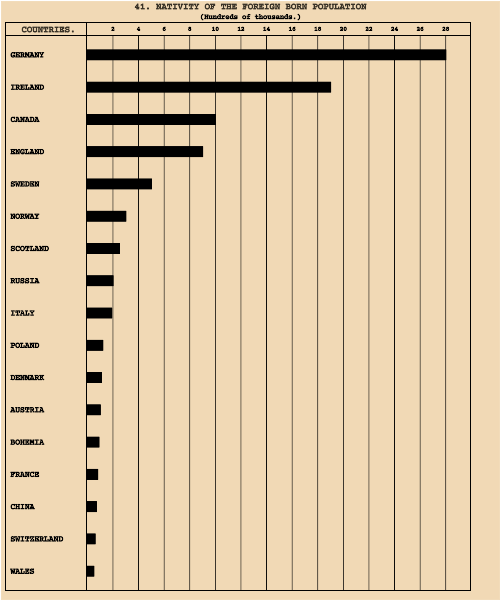 41. NATIVITY OF THE FOREIGN BORN POPULATION
(Hundreds of thousands.)
COUNTRIES. 2 4 6 8 10 12 14 16 18 20 22 24 26 28
GERMANY
IRELAND
CANADA
ENGLAND
SWEDEN
NORWAY
SCOTLAND
RUSSIA
ITALY
POLAND
DENMARK
AUSTRIA
BOHEMIA
FRANCE
CHINA
SWITZERLAND
WALES